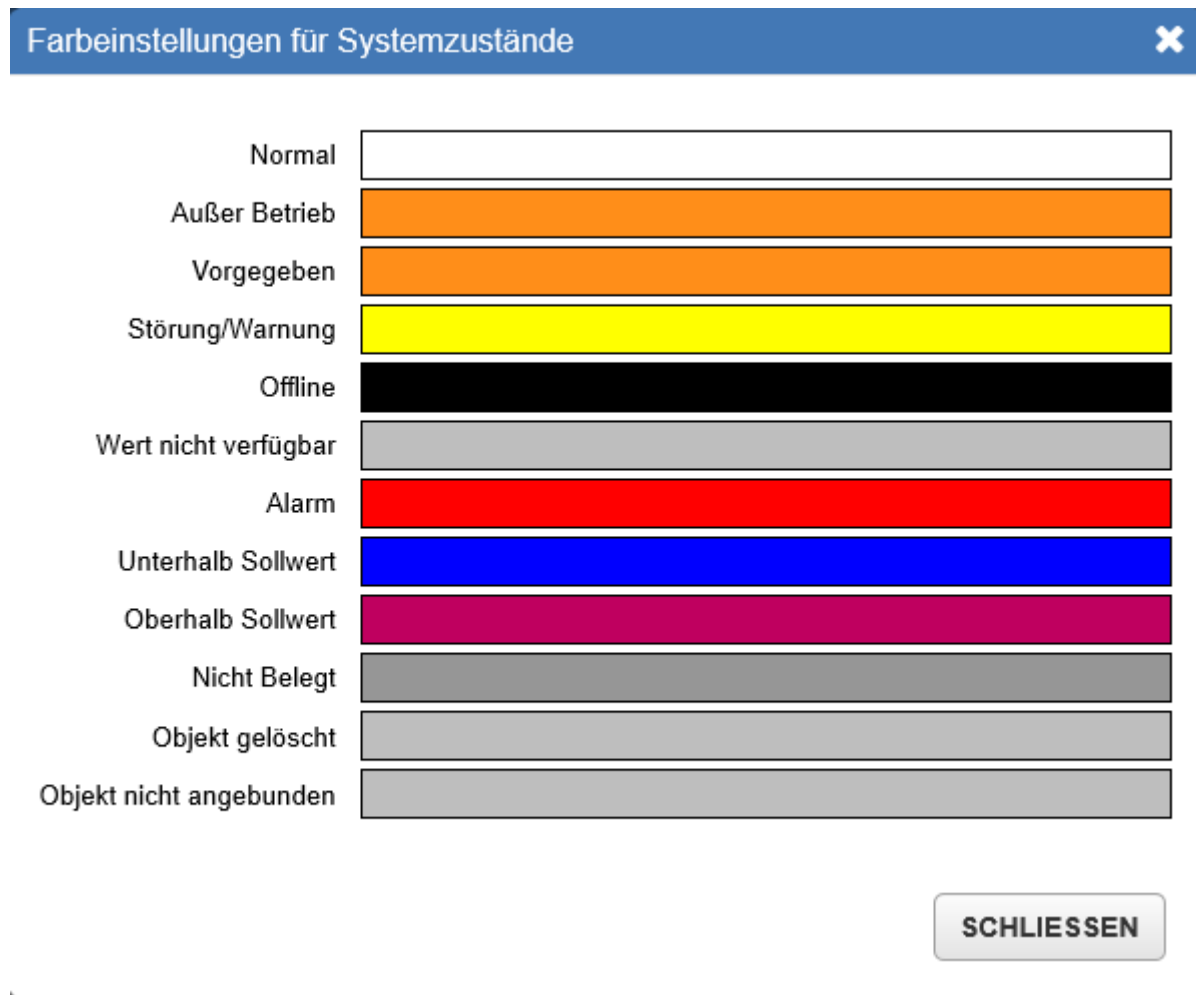 Farbeinstellungen für Systemzustände
Normal
Außer Betrieb
Vorgegeben
Störung/Warnung
Offline
Wert nicht verfügbar
Alarm
Unterhalb Sollwert
Oberhalb Sollwert
Nicht Belegt
Objekt gelöscht
Objekt nicht angebunden
SCHLIESSEN